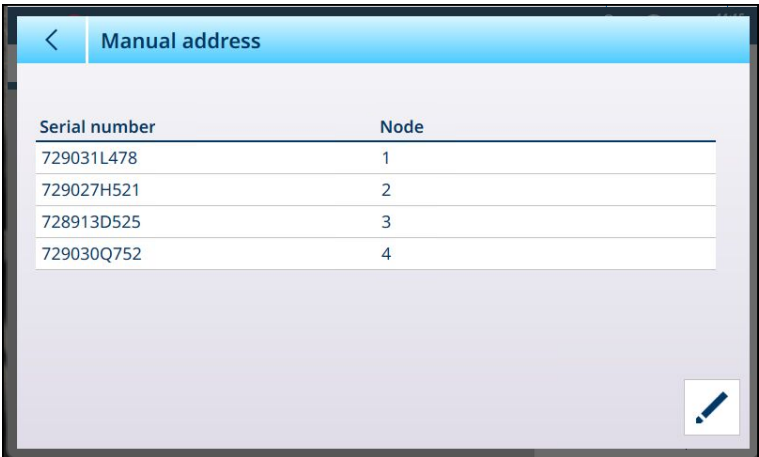 Manual address
Serial number Node
729031L478 1
729027H521 2
728913D525 3
729030Q752 4